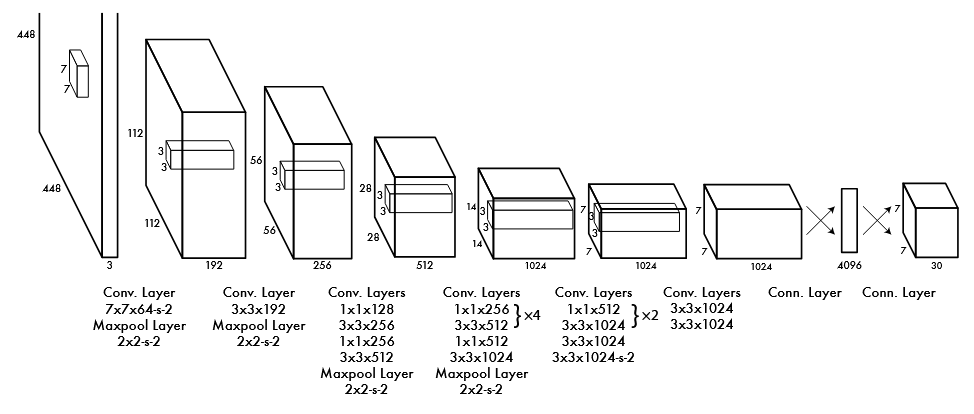 448
7
7
448
3
112
3
3
112
192
56
3
3
56
256
28
3
3
28
512
14
3
3
14
1024
7
3
3
7
1024
7
7
1024
4096
7
7
30
Conv. Layer
7x7x64-s-2
Maxpool Layer
2x2-s-2
Conv. Layer
3x3x192
Maxpool Layer
2x2-s-2
Conv. Layers
1x1x128
3x3x256
1x1x256
3x3x512
Maxpool Layer
2x2-s-2
Conv. Layers
1x1x256
3x3x512
}×4
1x1x512
3x3x1024
Maxpool Layer
2x2-s-2
Conv. Layers
1x1x512
3x3x1024
}×2
3x3x1024
3x3x1024-s-2
Conv. Layers
3x3x1024
3x3x1024
Conn. Layer
Conn. Layer